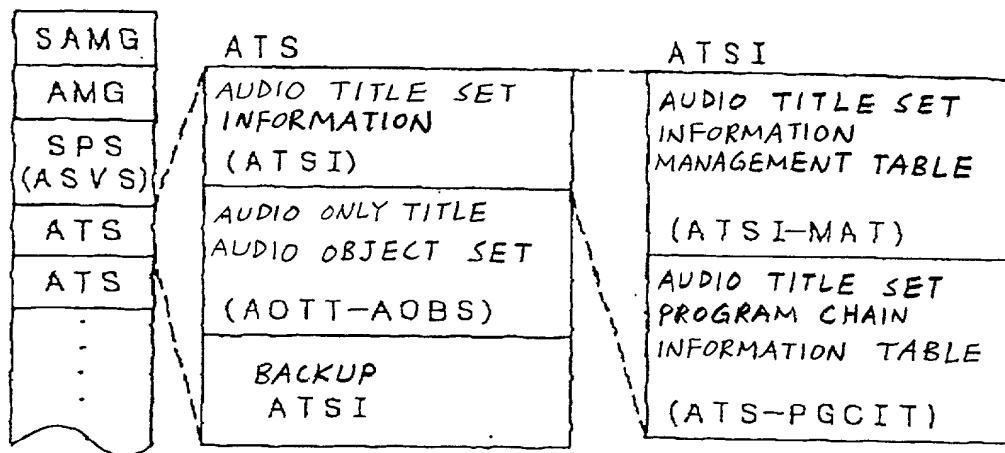 SAMG
AMG
SPS
(ASVS)
ATS
ATS
ATS
AUDIO TITLE SET
INFORMATION
(ATSI)
AUDIO ONLY TITLE
AUDIO OBJECT SET
(AOTT-AOBS)
BACKUP
ATSI
ATSI
AUDIO TITLE SET
INFORMATION
MANAGEMENT TABLE
(ATSI-MAT)
AUDIO TITLE SET
PROGRAM CHAIN
INFORMATION TABLE
(ATS-PGCIT)